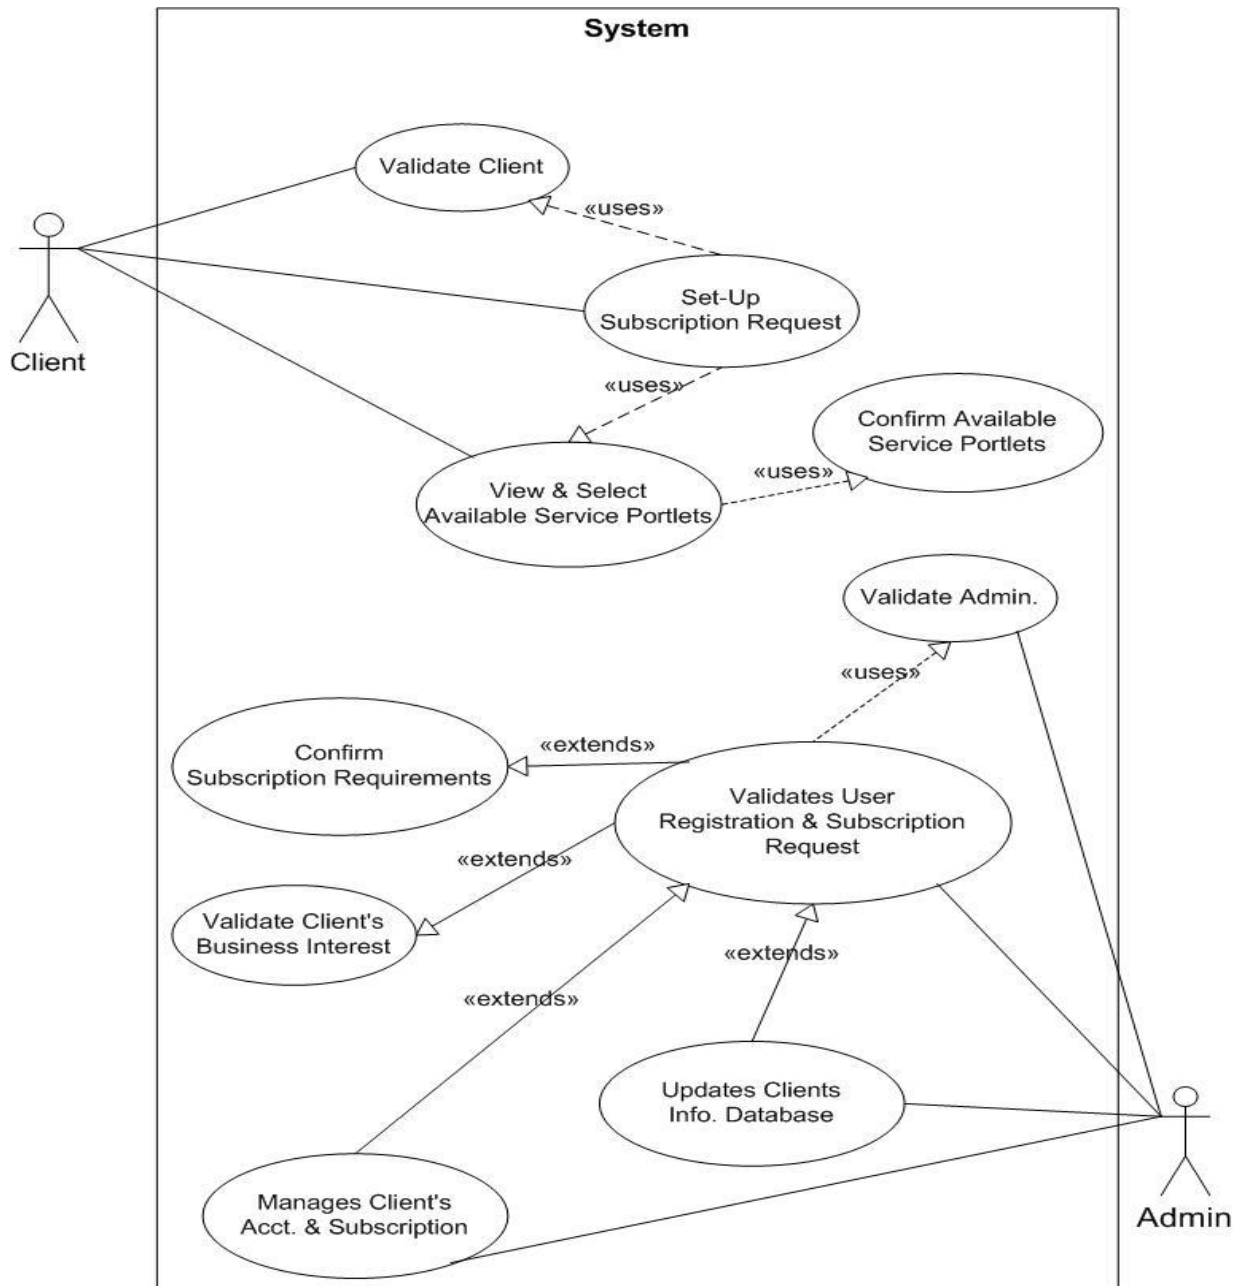 System
Validate Client
«uses»
Set-Up
Subscription Request
Client
«uses»
Confirm Available
Service Portlets
«uses»
View & Select
Available Service Portlets
Validate Admin.
«uses»
«extends»
Confirm
Subscription Requirements
Validates User
Registration & Subscription
Request
«extends»
Validate Client's
Business Interest
«extends»
«extends»
Updates Clients
Info. Database
Manages Client's
Acct. & Subscription
Admin